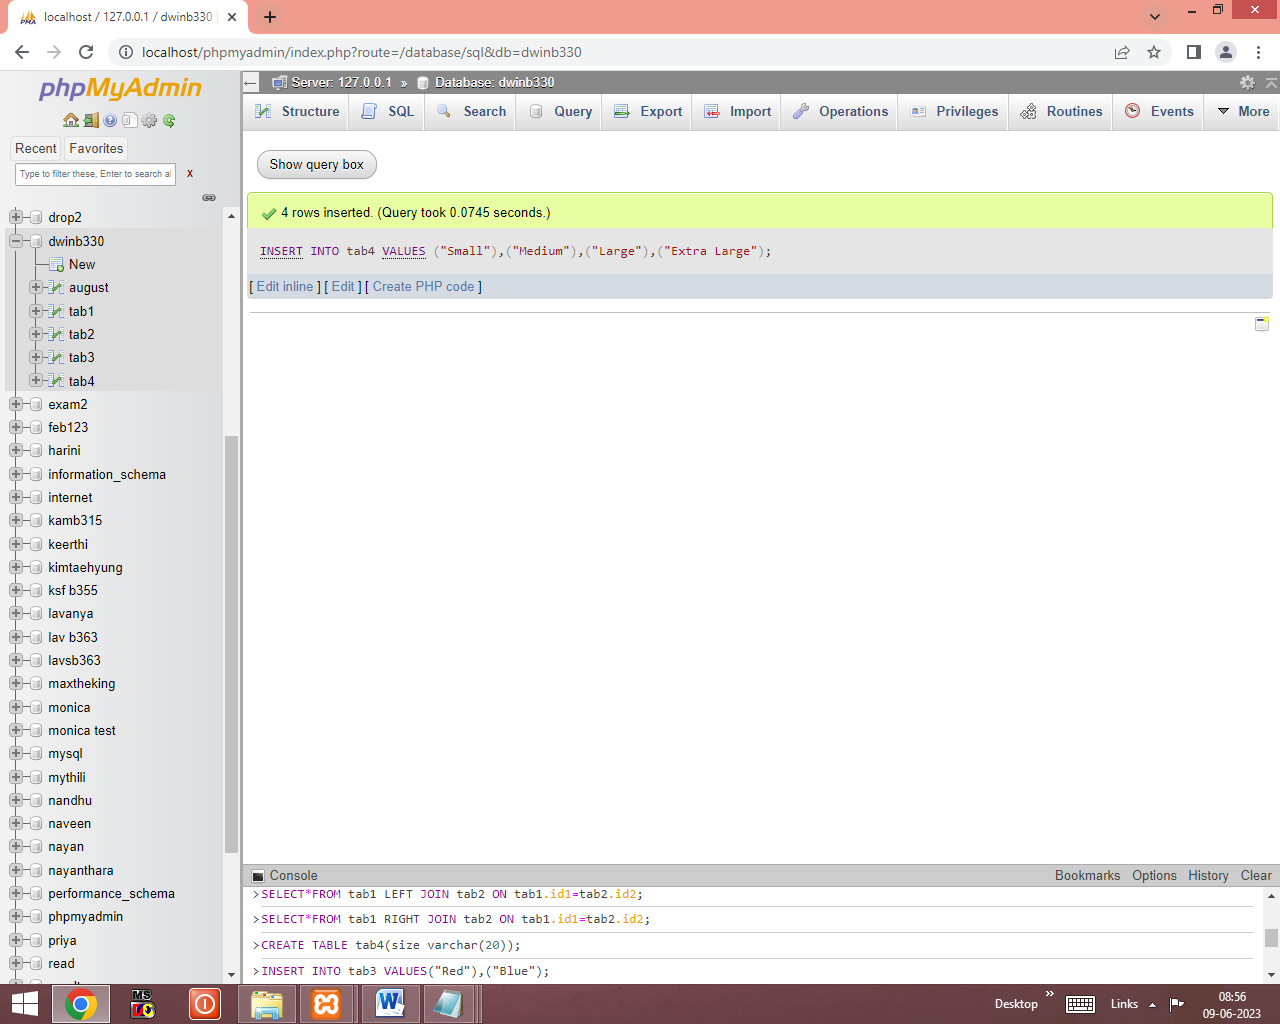 localhost / 127.0.0.1 / dwinb330
localhost/phpmyadmin/index.php?route=/database/sql&db=dwinb330
phpMyAdmin
Recent Favorites
Type to filter these, Enter to search al X
drop2
dwinb330
New
august
tab1
tab2
tab3
tab4
exam2
feb123
harini
information_schema
internet
kamb315
keerthi
kimtaehyung
ksf b355
lavanya
lav b363
lavsb363
maxtheking
monica
monica test
mysql
mythili
nandhu
naveen
nayan
nayanthara
performance_schema
phpmyadmin
priya
read
Server: 127.0.0.1 » Database: dwinb330
Structure SQL Search Query Export Import Operations Privileges Routines Events More
Show query box
4 rows inserted. (Query took 0.0745 seconds.)
INSERT INTO tab4 VALUES ("Small"),("Medium"),("Large"),("Extra Large");
[ Edit inline ] [ Edit ] [ Create PHP code ]
Console Bookmarks Options History Clear
>SELECT*FROM tab1 LEFT JOIN tab2 ON tab1.id1=tab2.id2;
>SELECT*FROM tab1 RIGHT JOIN tab2 ON tab1.id1=tab2.id2;
>CREATE TABLE tab4(size varchar(20));
>INSERT INTO tab3 VALUES("Red"),("Blue");
Desktop » Links 08:56
09-06-2023